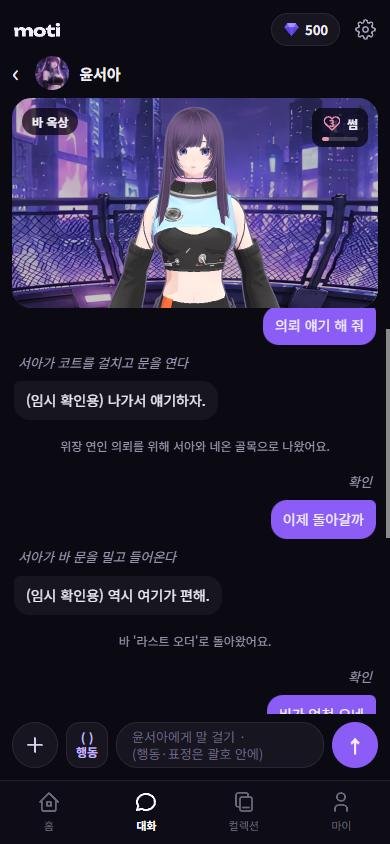 moti
500
윤서아
바 옥상
3 썸
의뢰 얘기 해 줘
서아가 코트를 걸치고 문을 연다
(임시 확인용) 나가서 얘기하자.
위장 연인 의뢰를 위해 서아와 네온 골목으로 나왔어요.
확인
이제 돌아갈까
서아가 바 문을 밀고 들어온다
(임시 확인용) 역시 여기가 편해.
바 '라스트 오더'로 돌아왔어요.
확인
( )
행동
윤서아에게 말 걸기 ·
(행동·표정은 괄호 안에)
홈
대화
컬렉션
마이